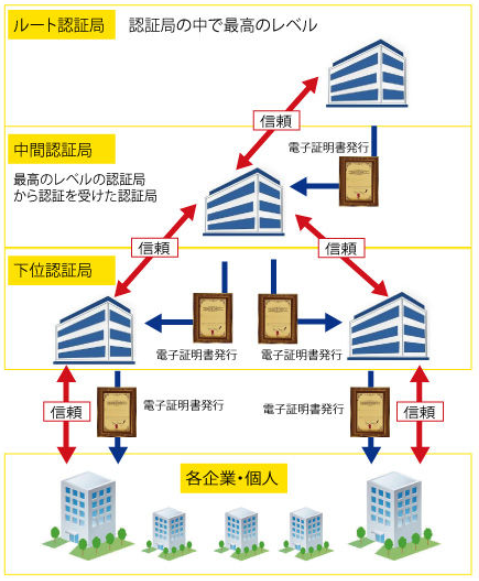 ルート認証局 認証局の中で最高のレベル
信頼
電子証明書発行
中間認証局
最高のレベルの認証局
から認証を受けた認証局
信頼
信頼
下位認証局
電子証明書発行
電子証明書発行
信頼
電子証明書発行
電子証明書発行
信頼
各企業・個人